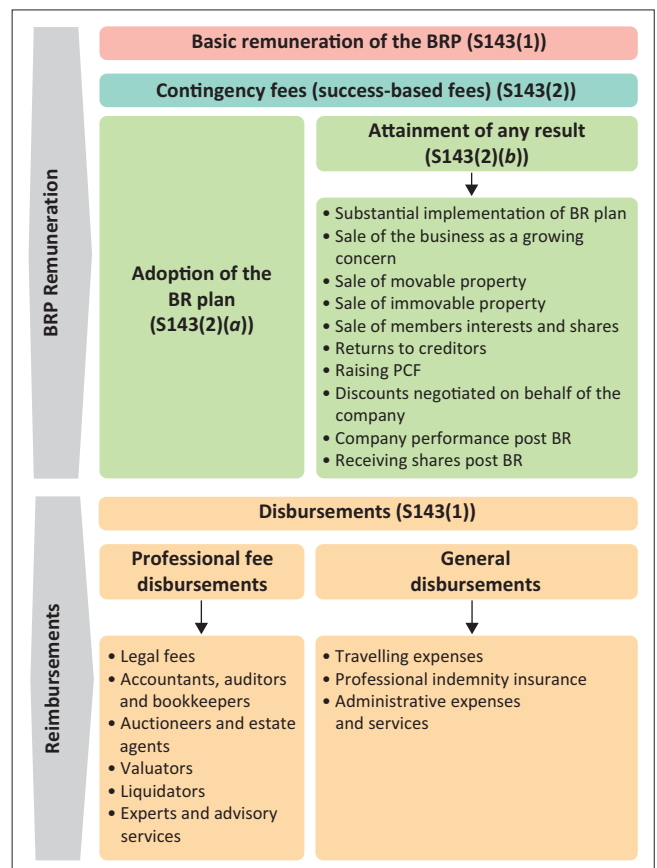 BRP Remuneration
Basic remuneration of the BRP (S143(1))
Contingency fees (success-based fees) (S143(2))
Adoption of the
BR plan
(S143(2)(a))
Attainment of any result
(S143(2)(b))
• Substantial implementation of BR plan
• Sale of the business as a growing
concern
• Sale of movable property
• Sale of immovable property
• Sale of members interests and shares
• Returns to creditors
• Raising PCF
• Discounts negotiated on behalf of the
company
• Company performance post BR
• Receiving shares post BR
Reimbursements
Disbursements (S143(1))
Professional fee
disbursements
• Legal fees
• Accountants, auditors
and bookkeepers
• Auctioneers and estate
agents
• Valuators
• Liquidators
• Experts and advisory
services
General
disbursements
• Travelling expenses
• Professional indemnity insurance
• Administrative expenses
and services